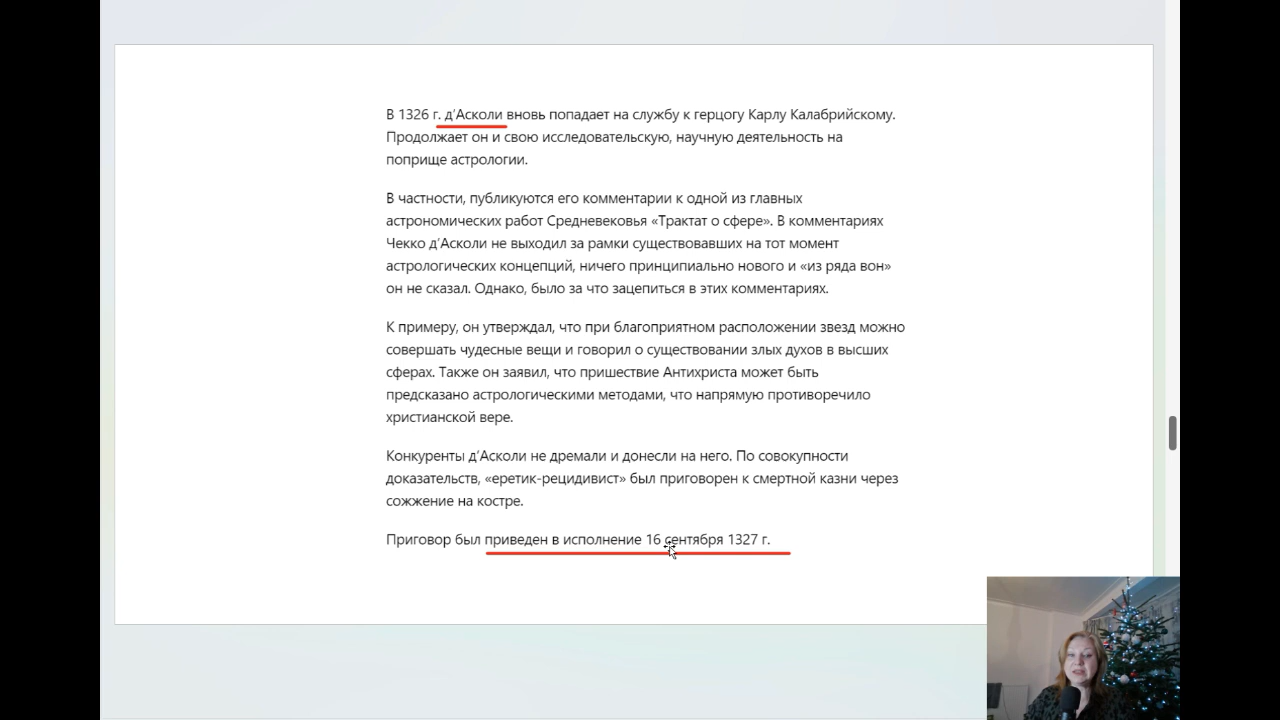 В 1326 г. д'Асколи вновь попадает на службу к герцогу Карлу Калабрийскому.
Продолжает он и свою исследовательскую, научную деятельность на
поприще астрологии.
В частности, публикуются его комментарии к одной из главных
астрономических работ Средневековья «Трактат о сфере». В комментариях
Чекко д'Асколи не выходил за рамки существовавших на тот момент
астрологических концепций, ничего принципиально нового и «из ряда вон»
он не сказал. Однако, было за что зацепиться в этих комментариях.
К примеру, он утверждал, что при благоприятном расположении звезд можно
совершать чудесные вещи и говорил о существовании злых духов в высших
сферах. Также он заявил, что пришествие Антихриста может быть
предсказано астрологическими методами, что напрямую противоречило
христианской вере.
Конкуренты д'Асколи не дремали и донесли на него. По совокупности
доказательств, «еретик-рецидивист» был приговорен к смертной казни через
сожжение на костре.
Приговор был приведен в исполнение 16 сентября 1327 г.